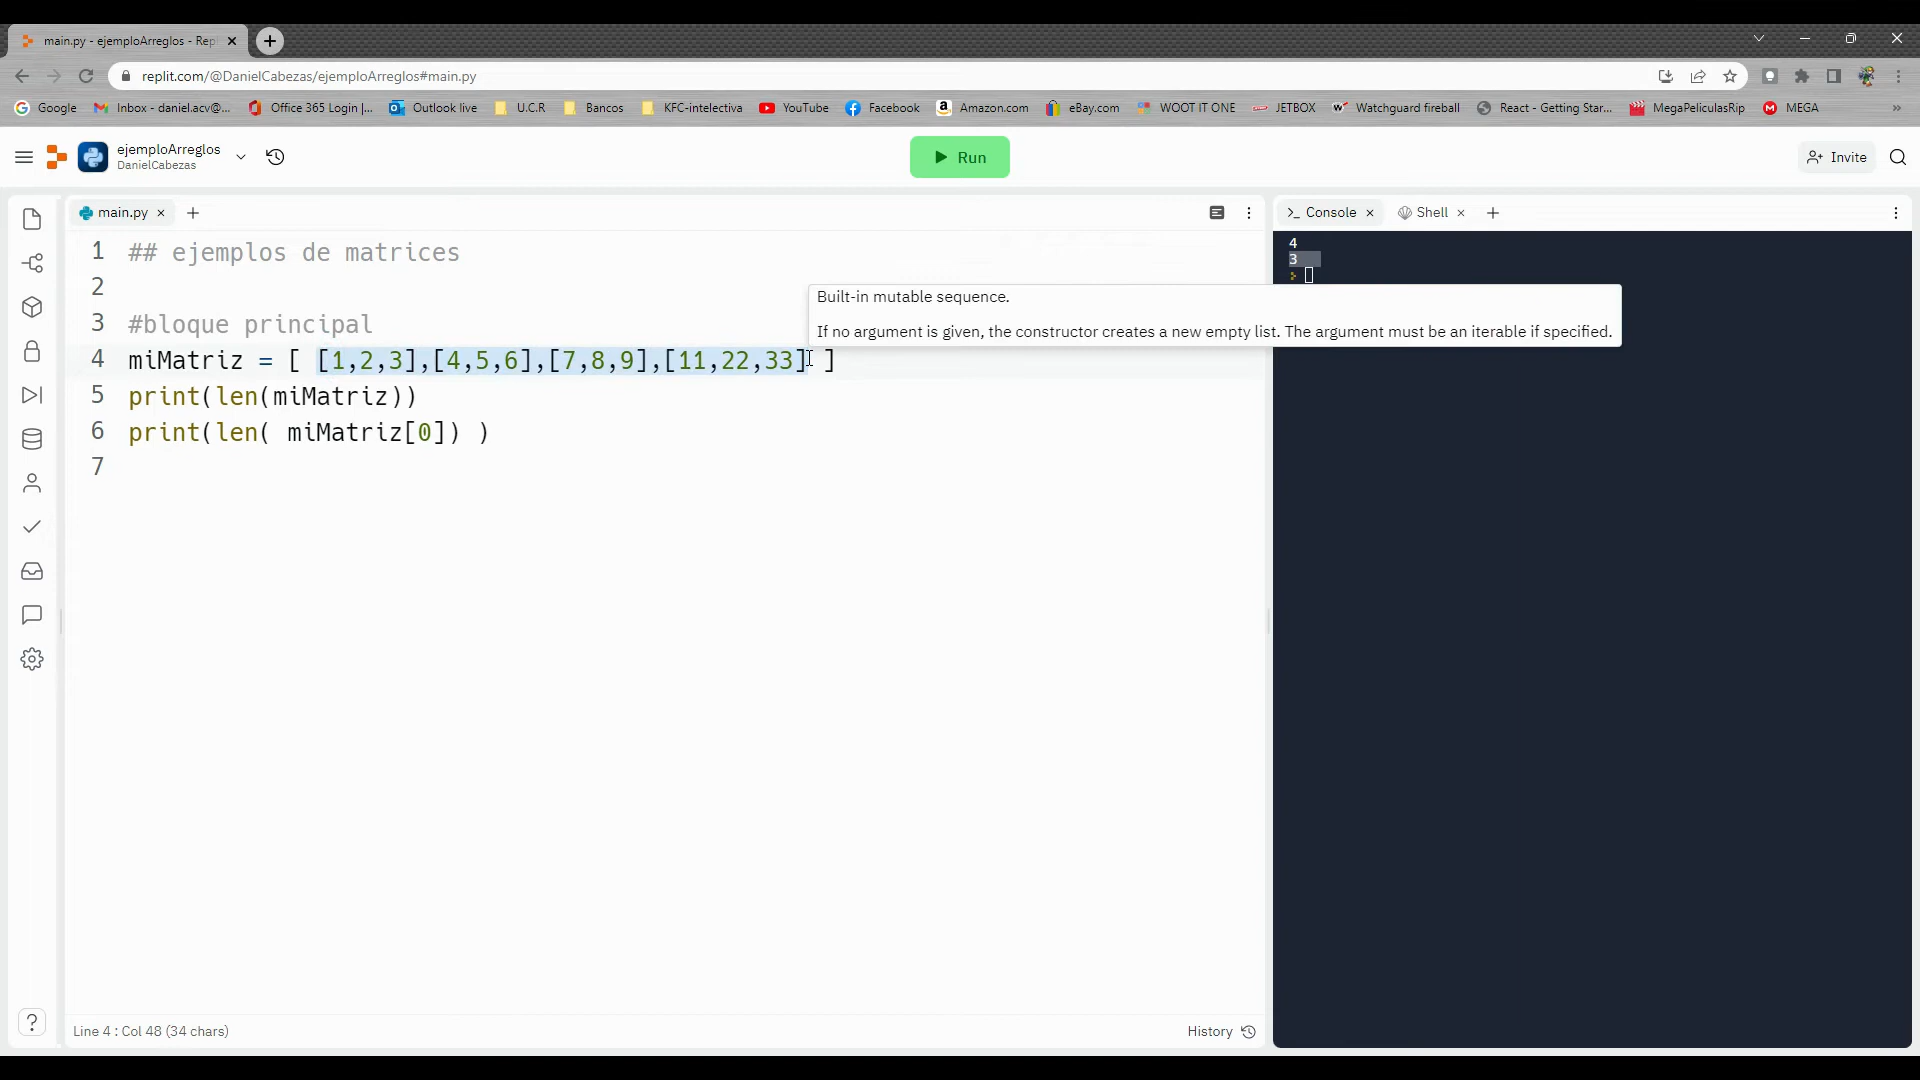 main.py - ejemploArreglos - Rep
replit.com/@DanielCabezas/ejemploArreglos#main.py
Google
Inbox - daniel.acv@...
Office 365 Login |...
Outlook live
U.C.R
Bancos
KFC-intelectiva
YouTube
Facebook
Amazon.com
eBay.com
WOOT IT ONE
JETBOX
Watchguard fireball
React - Getting Star...
MegaPeliculasRip
MEGA
»
ejemploArreglos
DanielCabezas
Run
Invite
main.py
Console
Shell
1 ## ejemplos de matrices
2
3 #bloque principal
4 miMatriz = [ [1,2,3],[4,5,6],[7,8,9],[11,22,33] ]
5 print(len(miMatriz))
6 print(len( miMatriz[0]) )
7
Built-in mutable sequence.
If no argument is given, the constructor creates a new empty list. The argument must be an iterable if specified.
4
3
Line 4 : Col 48 (34 chars)
History